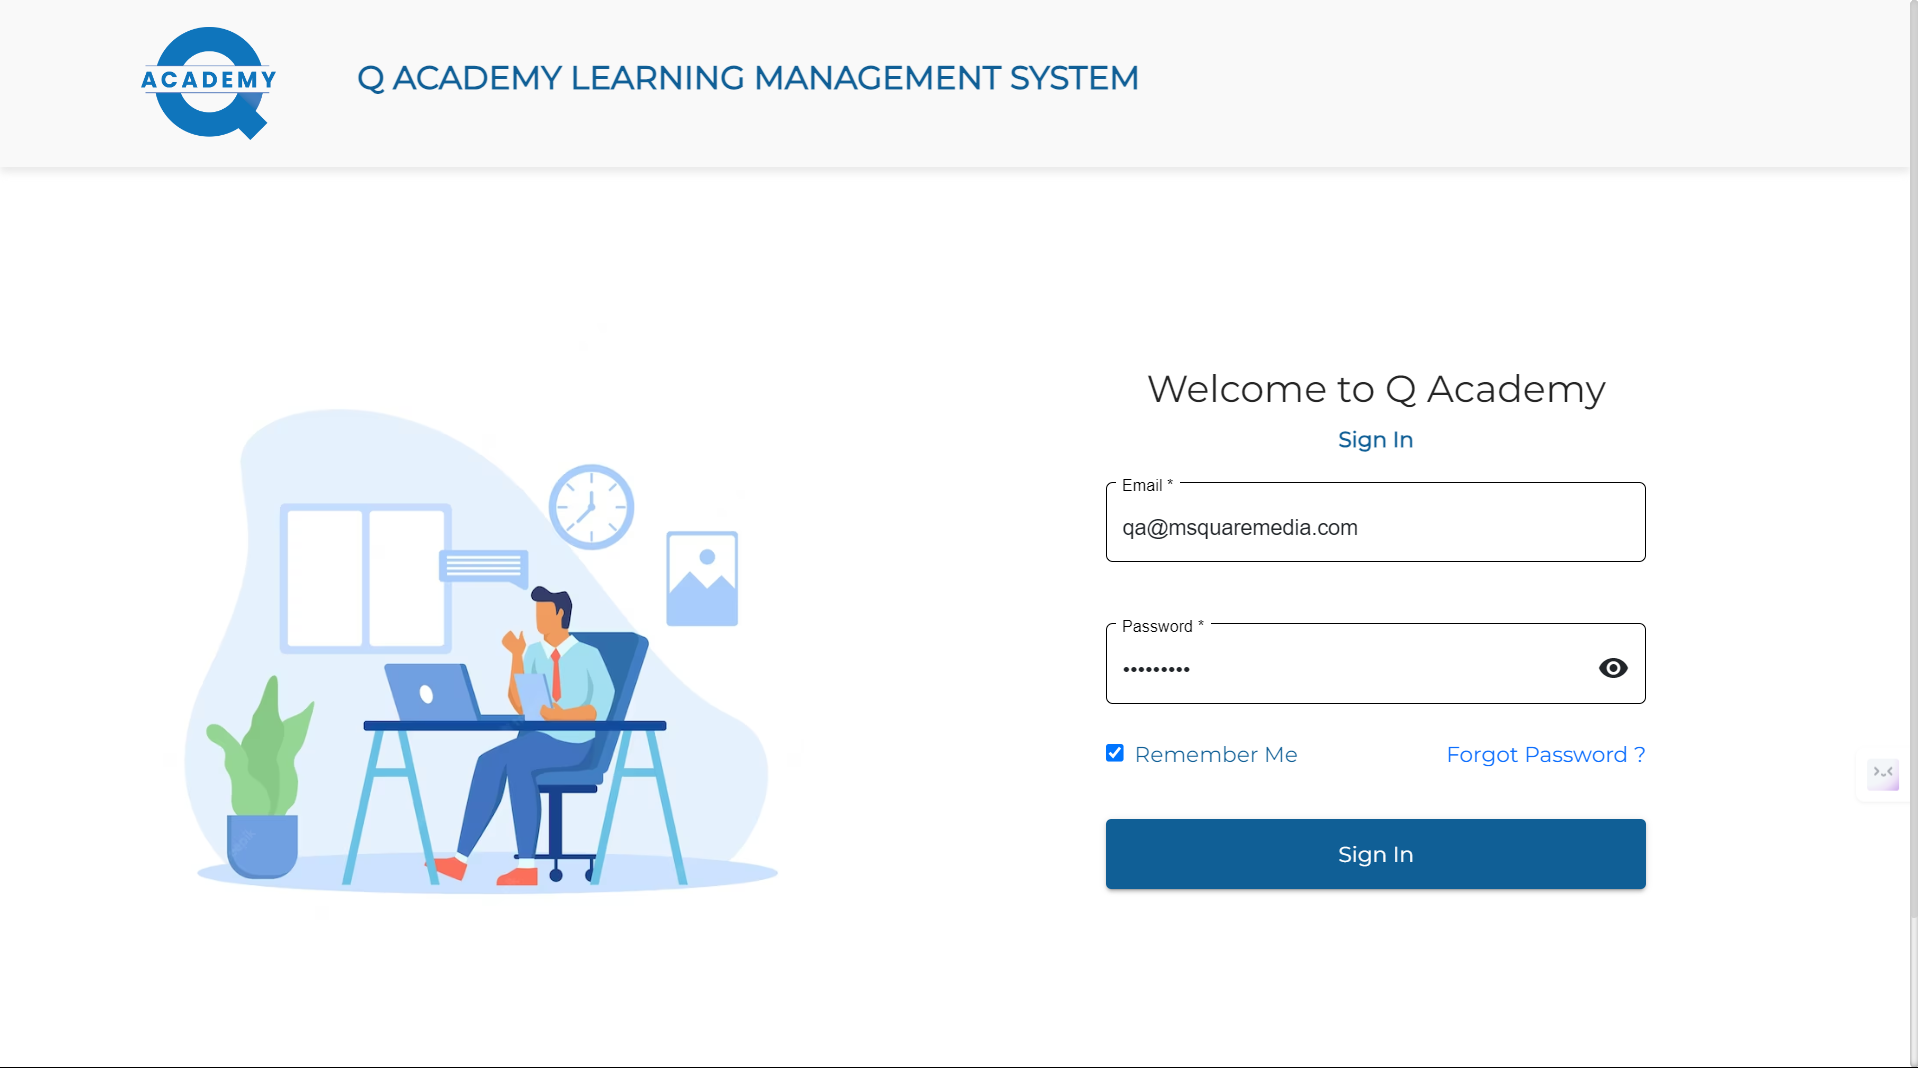 ACADEMY
Q ACADEMY LEARNING MANAGEMENT SYSTEM
Welcome to Q Academy
Sign In
Email *
qa@msquaremedia.com
Password *
•••••••••
Remember Me
Forgot Password ?
Sign In